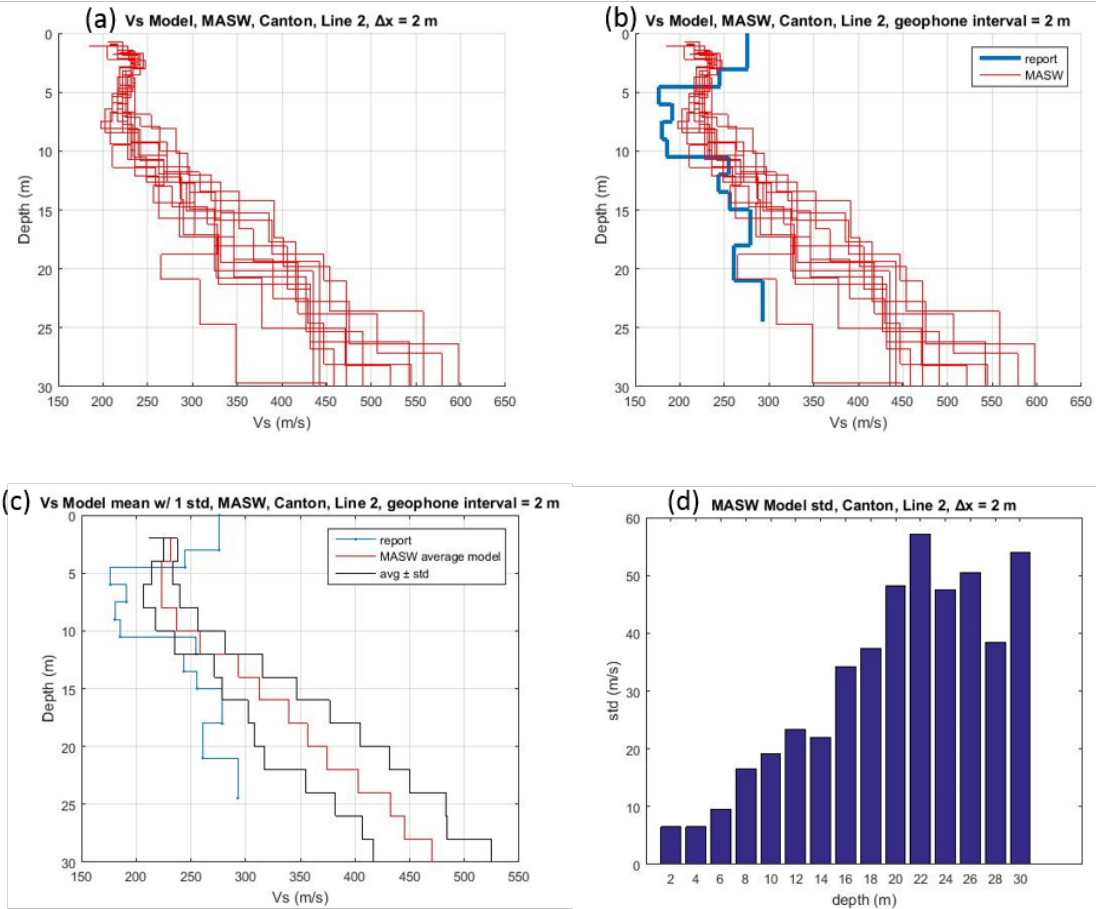 (a) Vs Model, MASW, Canton, Line 2, Δx = 2 m
0
5
10
15
20
25
30
Depth (m)
150 200 250 300 350 400 450 500 550 600 650
Vs (m/s)
(b) Vs Model, MASW, Canton, Line 2, geophone interval = 2 m
report
MASW
0
5
10
15
20
25
30
Depth (m)
150 200 250 300 350 400 450 500 550 600 650
Vs (m/s)
(c) Vs Model mean w/ 1 std, MASW, Canton, Line 2, geophone interval = 2 m
report
MASW average model
avg ± std
0
5
10
15
20
25
30
Depth (m)
100 150 200 250 300 350 400 450 500 550
Vs (m/s)
(d) MASW Model std, Canton, Line 2, Δx = 2 m
60
50
40
30
20
10
0
std (m/s)
2 4 6 8 10 12 14 16 18 20 22 24 26 28 30
depth (m)